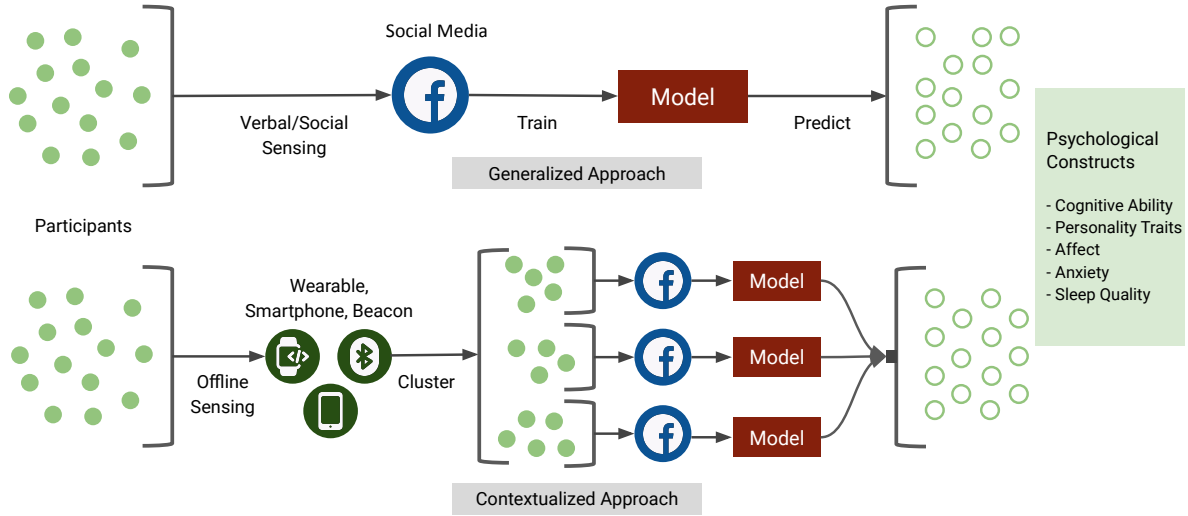 Social Media
Verbal/Social
Sensing
Train
Model
Predict
Generalized Approach
Psychological
Constructs
- Cognitive Ability
- Personality Traits
- Affect
- Anxiety
- Sleep Quality
Participants
Wearable,
Smartphone, Beacon
</>
Offline
Sensing
Cluster
Model
Model
Model
Contextualized Approach